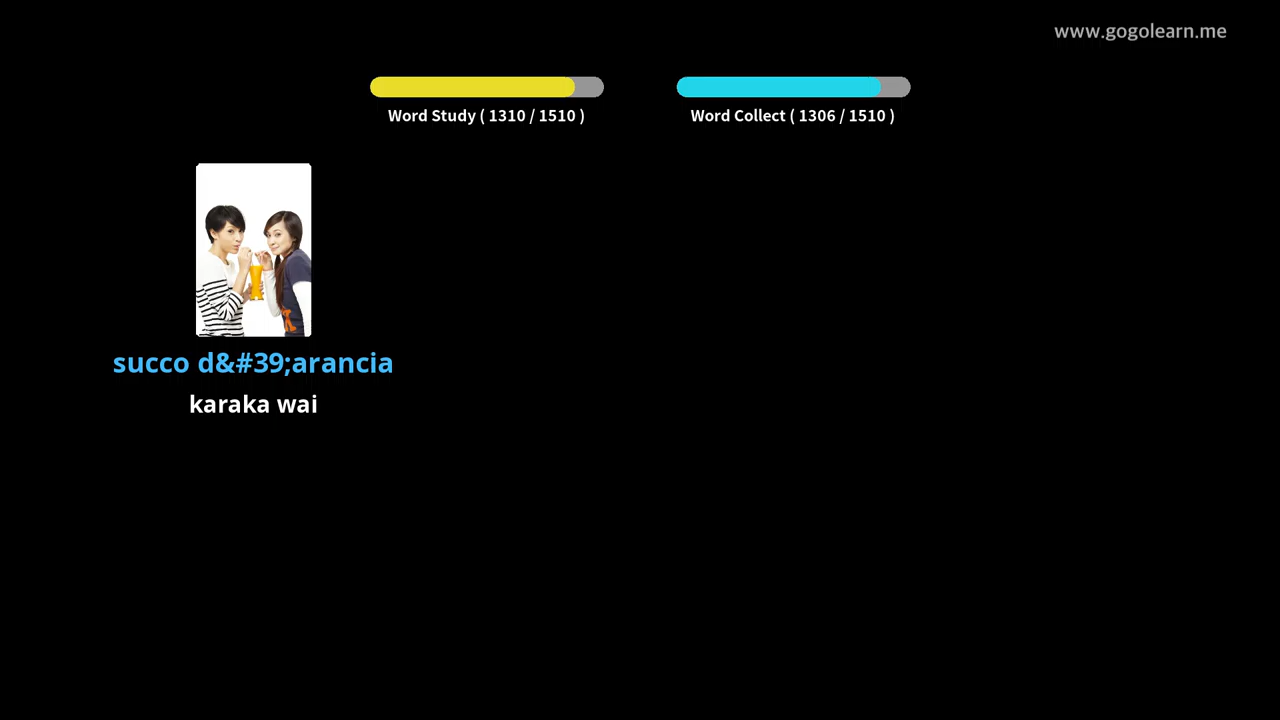 www.gogolearn.me
Word Study ( 1310 / 1510 )
Word Collect ( 1306 / 1510 )
succo d&#39;arancia
karaka wai